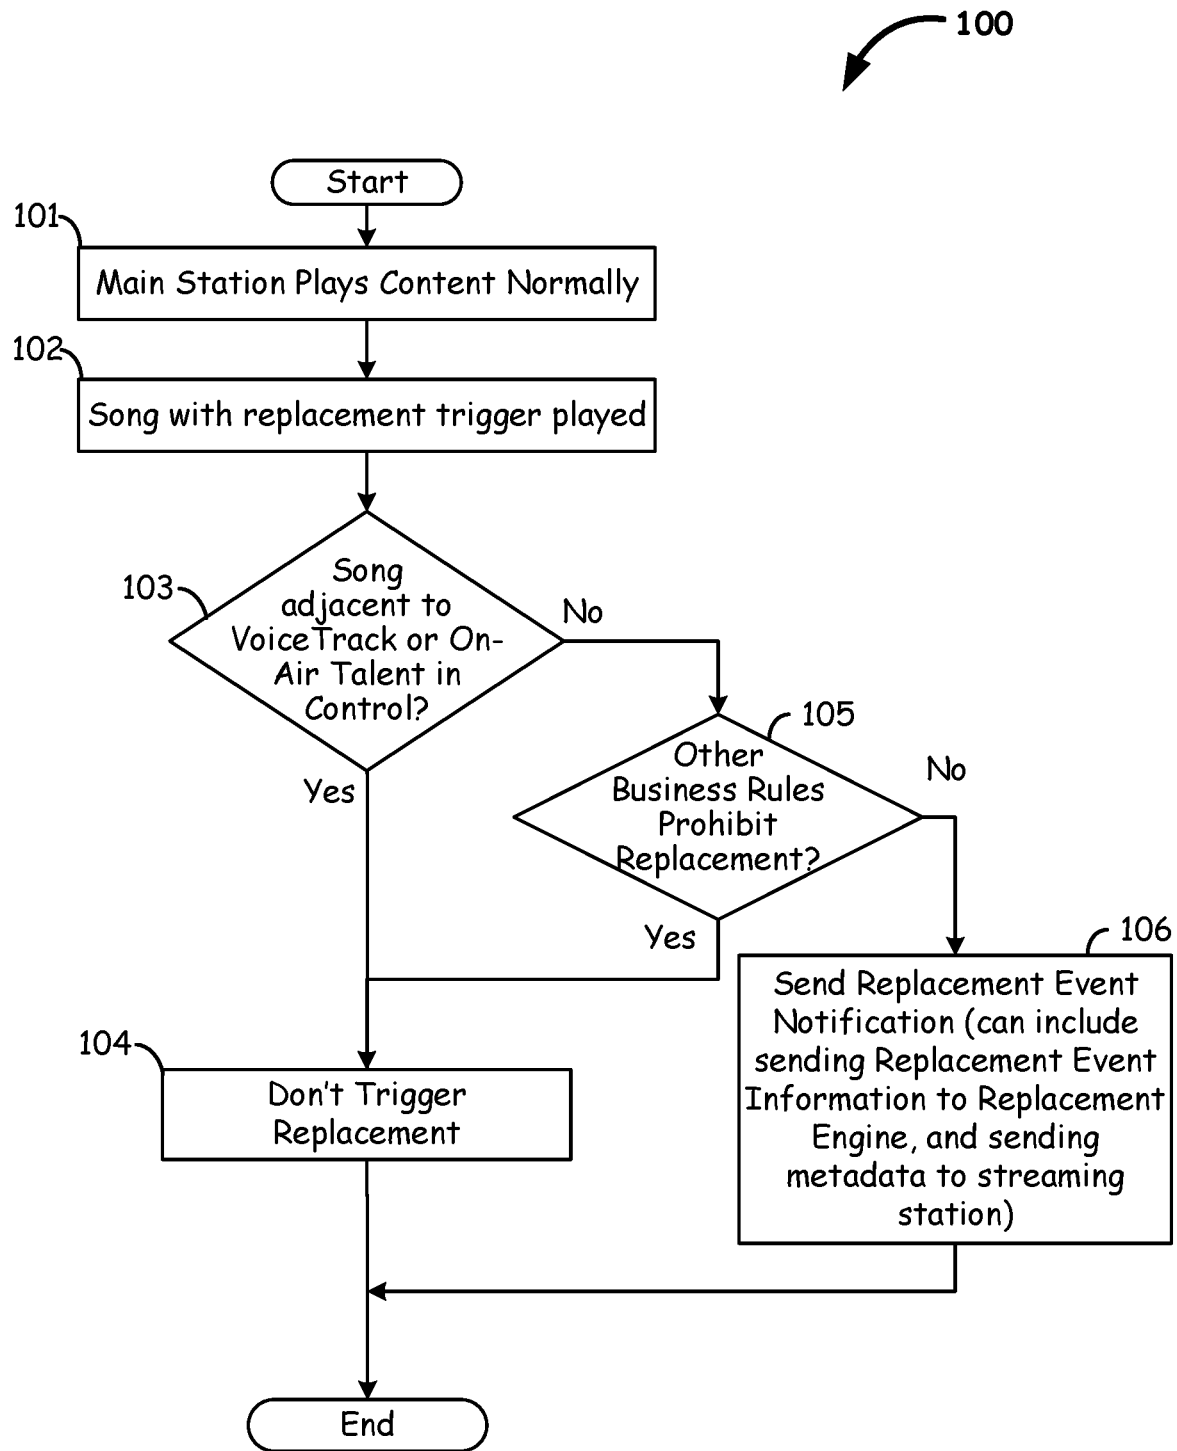 100
Start
101
Main Station Plays Content Normally
102
Song with replacement trigger played
103
Song
adjacent to
VoiceTrack or On-
Air Talent in
Control?
No
Yes
105
Other
Business Rules
Prohibit
Replacement?
No
Yes
106
Send Replacement Event
Notification (can include
sending Replacement Event
Information to Replacement
Engine, and sending
metadata to streaming
station)
104
Don't Trigger
Replacement
End